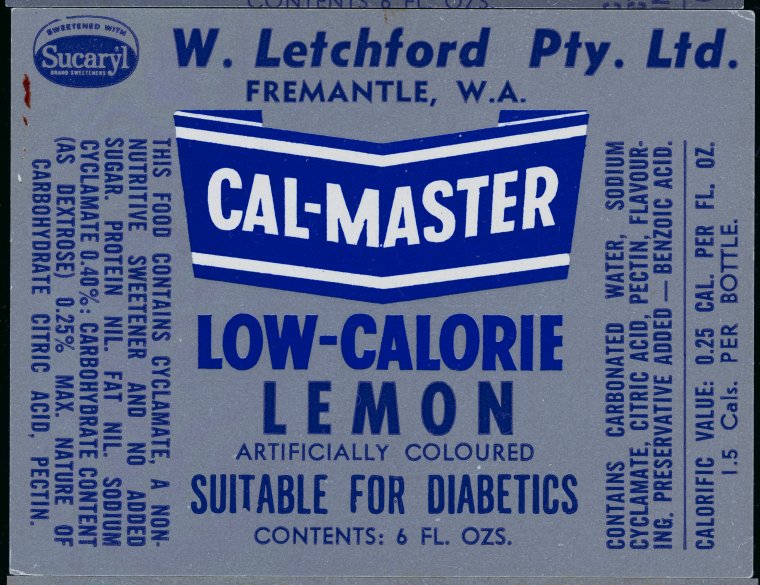 CONTENTS 6 FL. OZS.
SWEETENED WITH
Sucaryl
BRAND SWEETENERS
W. Letchford Pty. Ltd.
FREMANTLE, W.A.
CAL-MASTER
LOW-CALORIE
LEMON
ARTIFICIALLY COLOURED
SUITABLE FOR DIABETICS
CONTENTS: 6 FL. OZS.
THIS FOOD CONTAINS CYCLAMATE, A NON-
NUTRITIVE SWEETENER AND NO ADDED
SUGAR. PROTEIN NIL. FAT NIL. SODIUM
CYCLAMATE 0.40%: CARBOHYDRATE CONTENT
(AS DEXTROSE) 0.25% MAX. NATURE OF
CARBOHYDRATE CITRIC ACID, PECTIN.
CONTAINS CARBONATED WATER, SODIUM
CYCLAMATE, CITRIC ACID, PECTIN, FLAVOUR-
ING. PRESERVATIVE ADDED — BENZOIC ACID.
CALORIFIC VALUE: 0.25 CAL. PER FL. OZ.
1.5 Cals. PER BOTTLE.